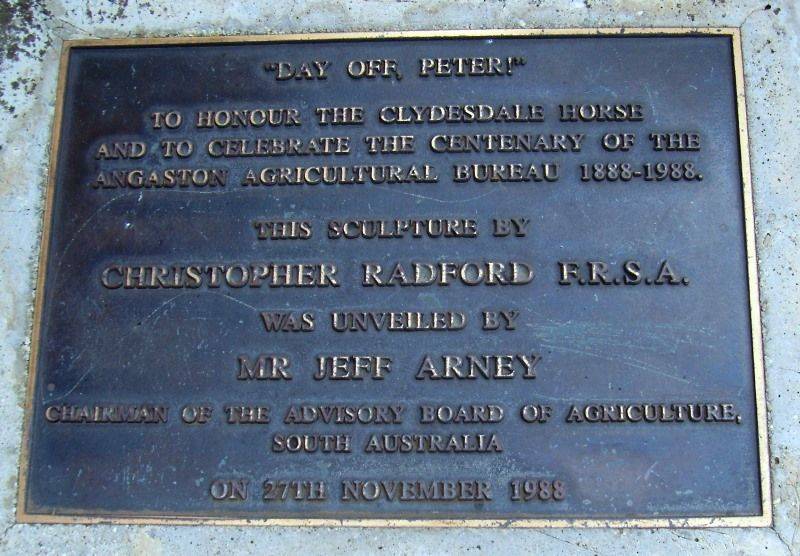 "DAY OFF, PETER!"
TO HONOUR THE CLYDESDALE HORSE
AND TO CELEBRATE THE CENTENARY OF THE
ANGASTON AGRICULTURAL BUREAU 1888-1988.
THIS SCULPTURE BY
CHRISTOPHER RADFORD F.R.S.A.
WAS UNVEILED BY
MR JEFF ARNEY
CHAIRMAN OF THE ADVISORY BOARD OF AGRICULTURE,
SOUTH AUSTRALIA
ON 27TH NOVEMBER 1988